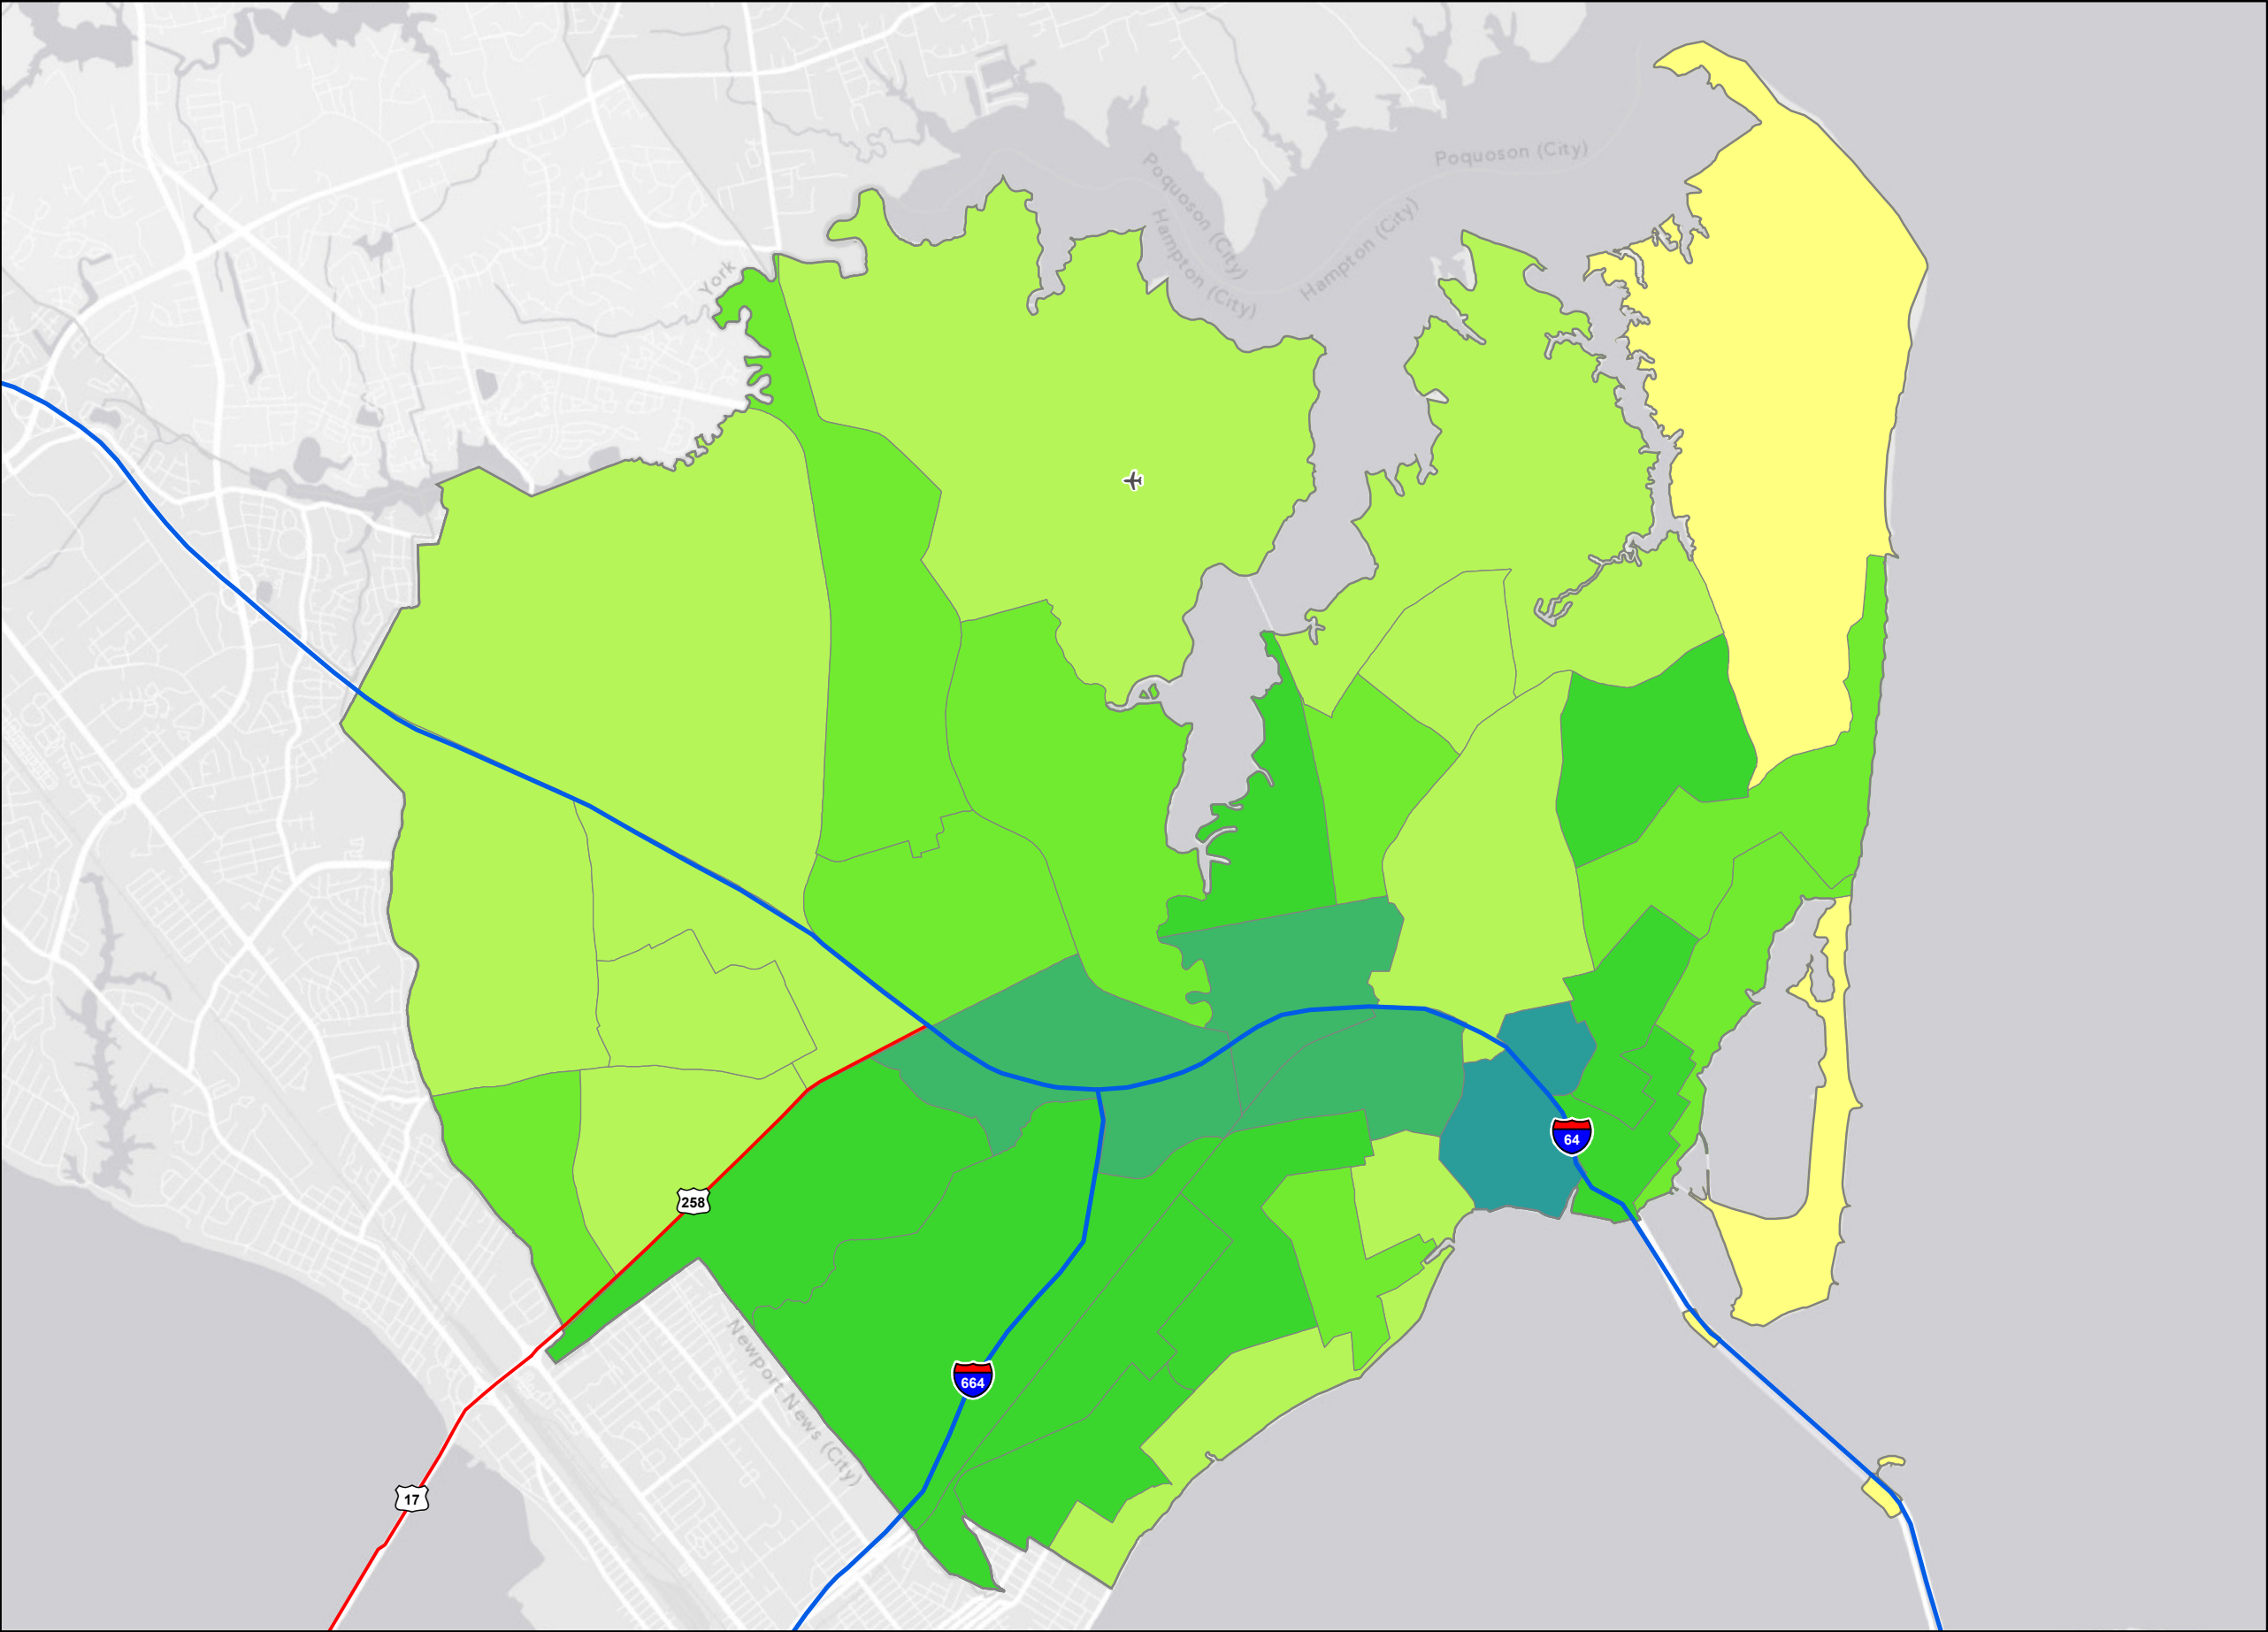 Poquoson (City)
Poquoson (City)
Hampton (City)
Hampton (City)
York
64
258
Newport News (City)
664
17